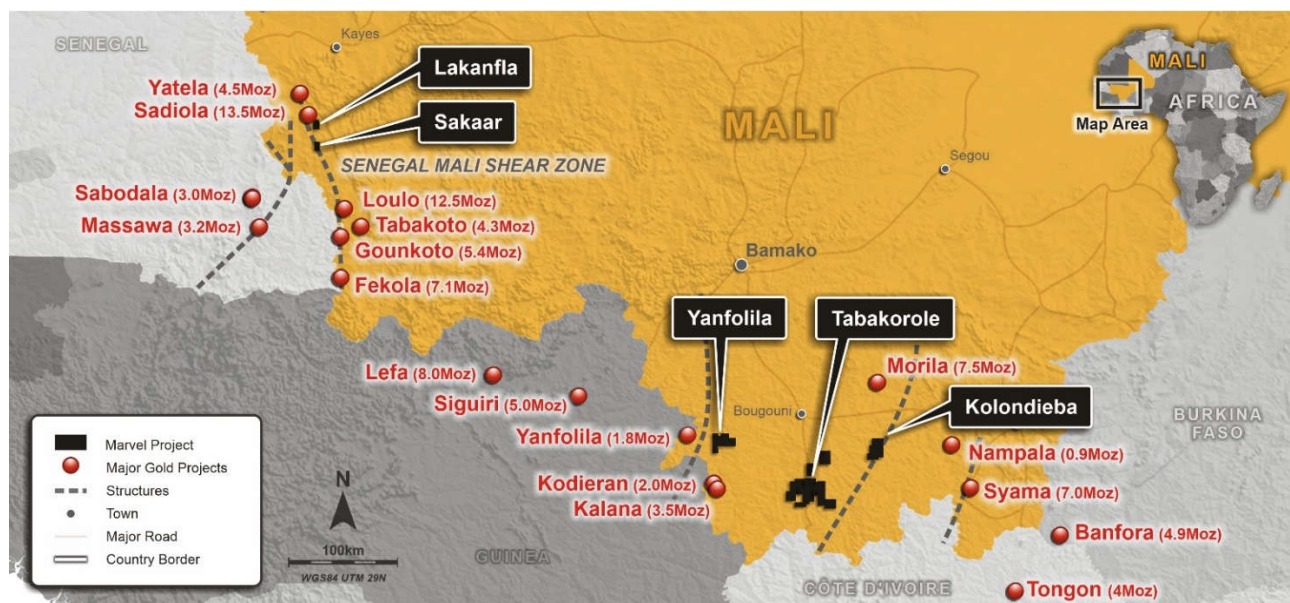 SENEGAL
Kayes
Lakanfla
Yatela (4.5Moz)
Sadiola (13.5Moz)
Sakaar
SENEGAL MALI SHEAR ZONE
MALI
Segou
MALI
AFRICA
Map Area
Sabodala (3.0Moz)
Massawa (3.2Moz)
Loulo (12.5Moz)
Tabakoto (4.3Moz)
Gounkoto (5.4Moz)
Fekola (7.1Moz)
Bamako
Yanfolila
Tabakorole
Lefa (8.0Moz)
Siguiri (5.0Moz)
Morila (7.5Moz)
Bougouni
Kolondieba
BURKINA
FASO
Yanfolila (1.8Moz)
Nampala (0.9Moz)
Kodieran (2.0Moz)
Kalana (3.5Moz)
Syama (7.0Moz)
Banfora (4.9Moz)
Tongon (4Moz)
GUINEA
CÔTE D'IVOIRE
Marvel Project
Major Gold Projects
Structures
Town
Major Road
Country Border
N
100km
WGS84 UTM 29N